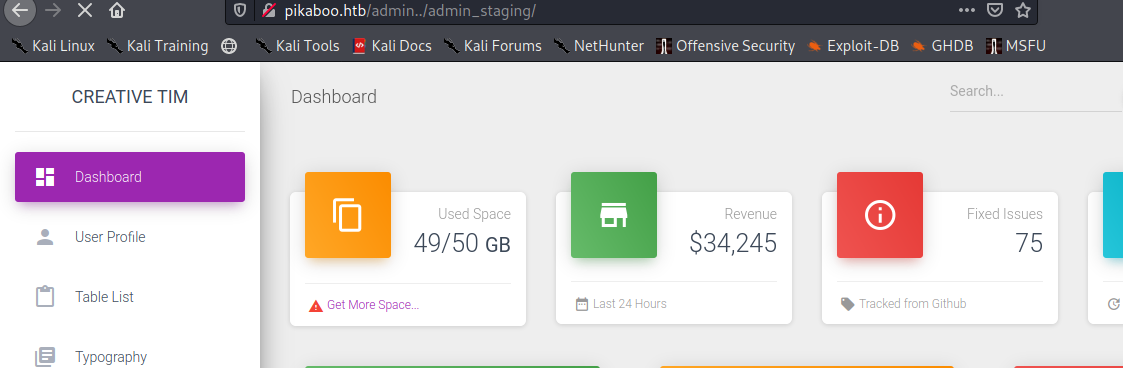 pikaboo.htb/admin../admin_staging/
Kali Linux Kali Training Kali Tools Kali Docs Kali Forums NetHunter Offensive Security Exploit-DB GHDB MSFU
CREATIVE TIM
Dashboard
Search...
Dashboard
User Profile
Table List
Typography
Used Space
49/50 GB
Get More Space...
Revenue
$34,245
Last 24 Hours
Fixed Issues
75
Tracked from Github